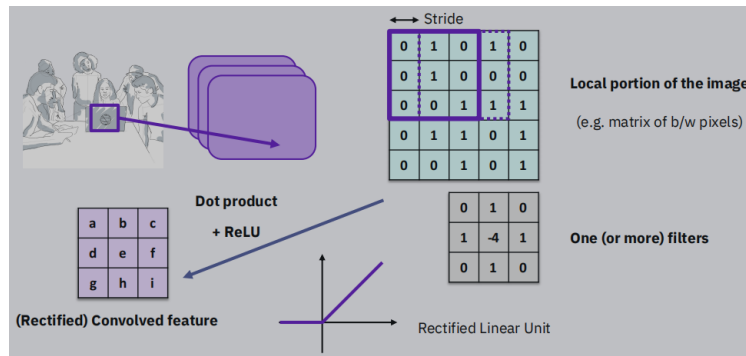 Stride
0 1 0 1 0
0 1 0 0 0
0 0 1 1 1
0 1 1 0 1
0 0 1 0 1
Local portion of the image
(e.g. matrix of b/w pixels)
Dot product
+ ReLU
a b c
d e f
g h i
0 1 0
1 -4 1
0 1 0
One (or more) filters
(Rectified) Convolved feature
Rectified Linear Unit